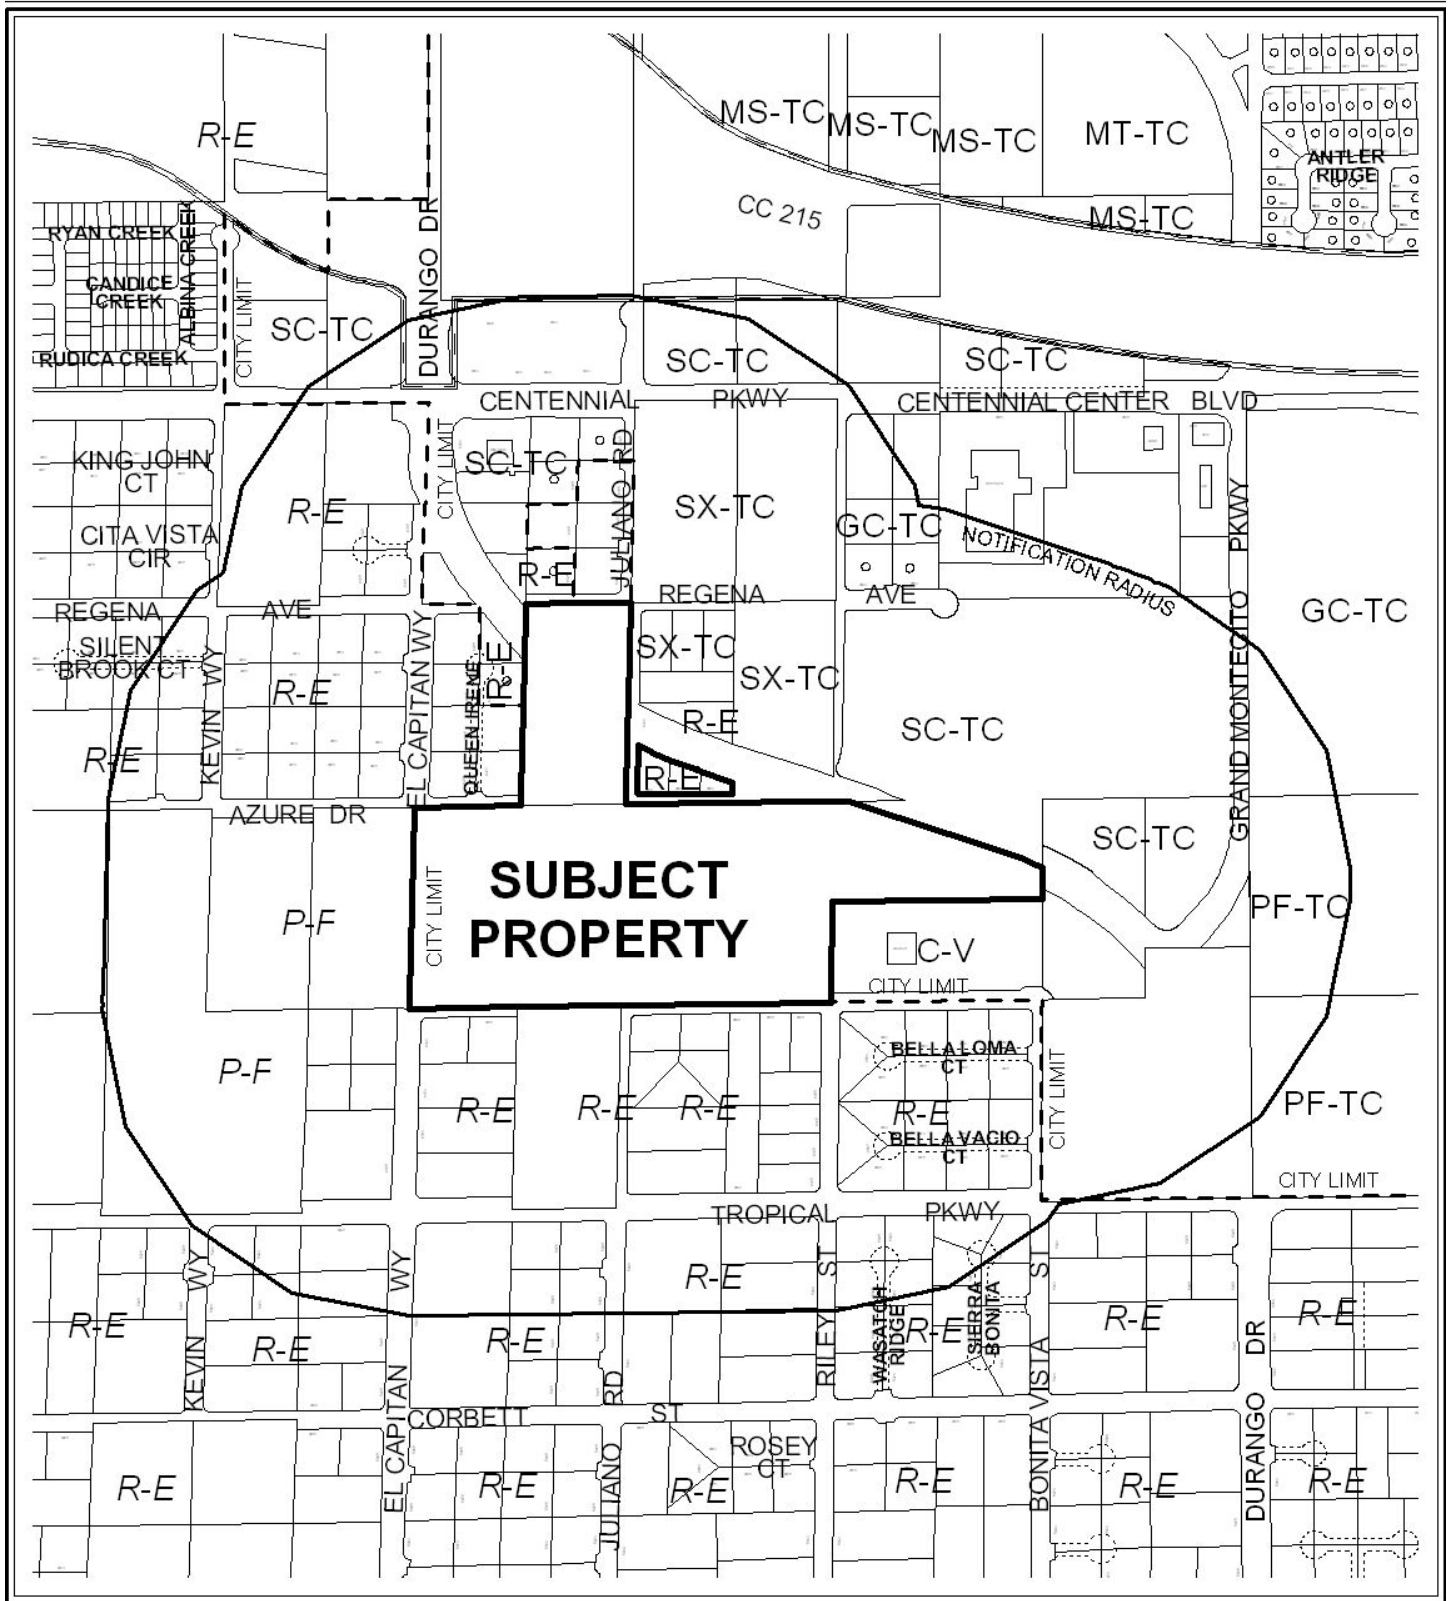 MS-TC
MS-TC
MS-TC
MT-TC
R-E
ANTLER
RIDGE
CC 215
MS-TC
RYAN CREEK
ALBINA CREEK
DURANGO DR
CANDICE
CREEK
CITY LIMIT
SC-TC
RUDICA CREEK
SC-TC
SC-TC
CENTENNIAL PKWY
CENTENNIAL CENTER BLVD
KING JOHN
CT
CITY LIMIT
SC-TC
JULIANO RD
R-E
SX-TC
GC-TC
CITA VISTA
CIR
NOTIFICATION RADIUS
GRAND MONTECITO PKWY
R-E
REGENA AVE
REGENA AVE
GC-TC
SILENT
BROOK CT
KEVIN WY
R-E
EL CAPITAN WY
QUEEN IRENE
R-E
SX-TC
SX-TC
R-E
SC-TC
R-E
R-E
AZURE DR
SC-TC
SUBJECT
PROPERTY
CITY LIMIT
P-F
PF-TC
C-V
CITY LIMIT
P-F
BELLA LOMA
CT
CITY LIMIT
R-E
R-E
R-E
R-E
PF-TC
BELLA VACIO
CT
CITY LIMIT
TROPICAL PKWY
KEVIN WY
EL CAPITAN WY
R-E
RILEY ST
WASATCH
RIDGE
SIERRA
BONITA
BONITA VISTA ST
R-E
R-E
R-E
R-E
R-E
R-E
DURANGO DR
JULIANO RD
CORBETT ST
ROSEY
CT
R-E
R-E
R-E
R-E
R-E
R-E